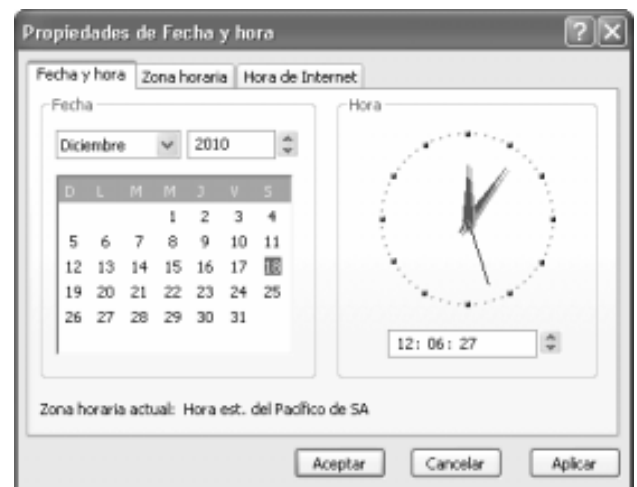 Propiedades de Fecha y hora
Fecha y hora Zona horaria Hora de Internet
Fecha
Diciembre 2010
D L M M J V S
1 2 3 4
5 6 7 8 9 10 11
12 13 14 15 16 17 18
19 20 21 22 23 24 25
26 27 28 29 30 31
Hora
12: 06: 27
Zona horaria actual: Hora est. del Pacífico de SA
Aceptar Cancelar Aplicar